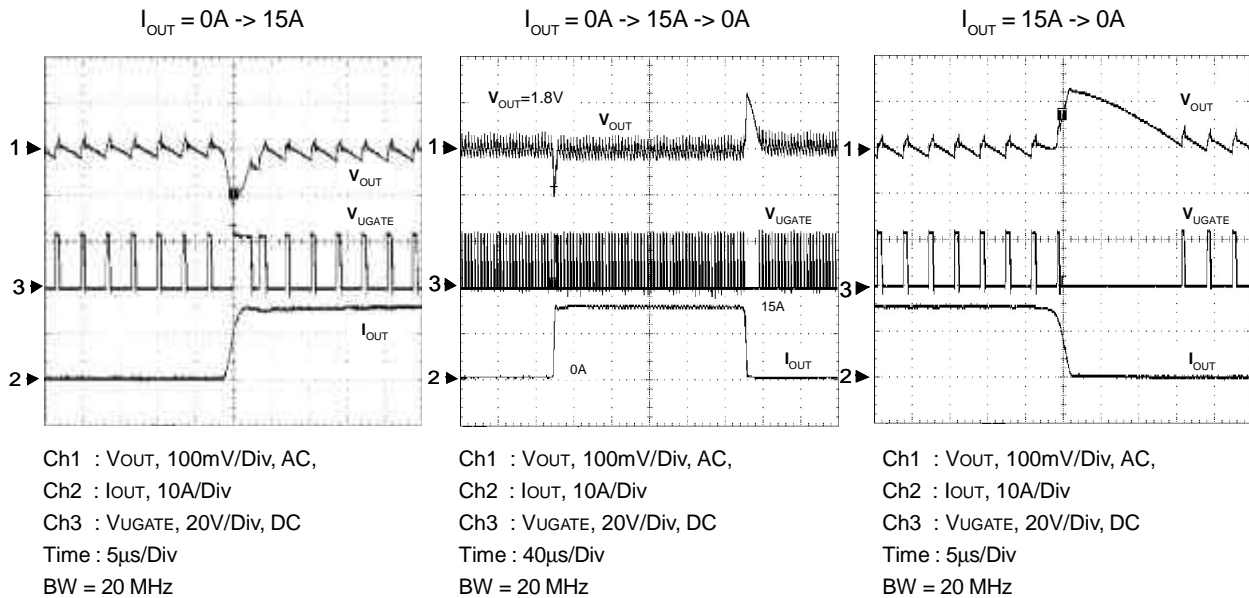 IOUT = 0A -> 15A
1
VOUT
VUGATE
3
IOUT
2
Ch1 : VOUT, 100mV/Div, AC,
Ch2 : IOUT, 10A/Div
Ch3 : VUGATE, 20V/Div, DC
Time : 5µs/Div
BW = 20 MHz
IOUT = 0A -> 15A -> 0A
VOUT=1.8V
VOUT
1
VUGATE
3
15A
IOUT
0A
2
Ch1 : VOUT, 100mV/Div, AC,
Ch2 : IOUT, 10A/Div
Ch3 : VUGATE, 20V/Div, DC
Time : 40µs/Div
BW = 20 MHz
IOUT = 15A -> 0A
VOUT
1
VUGATE
3
IOUT
2
Ch1 : VOUT, 100mV/Div, AC,
Ch2 : IOUT, 10A/Div
Ch3 : VUGATE, 20V/Div, DC
Time : 5µs/Div
BW = 20 MHz